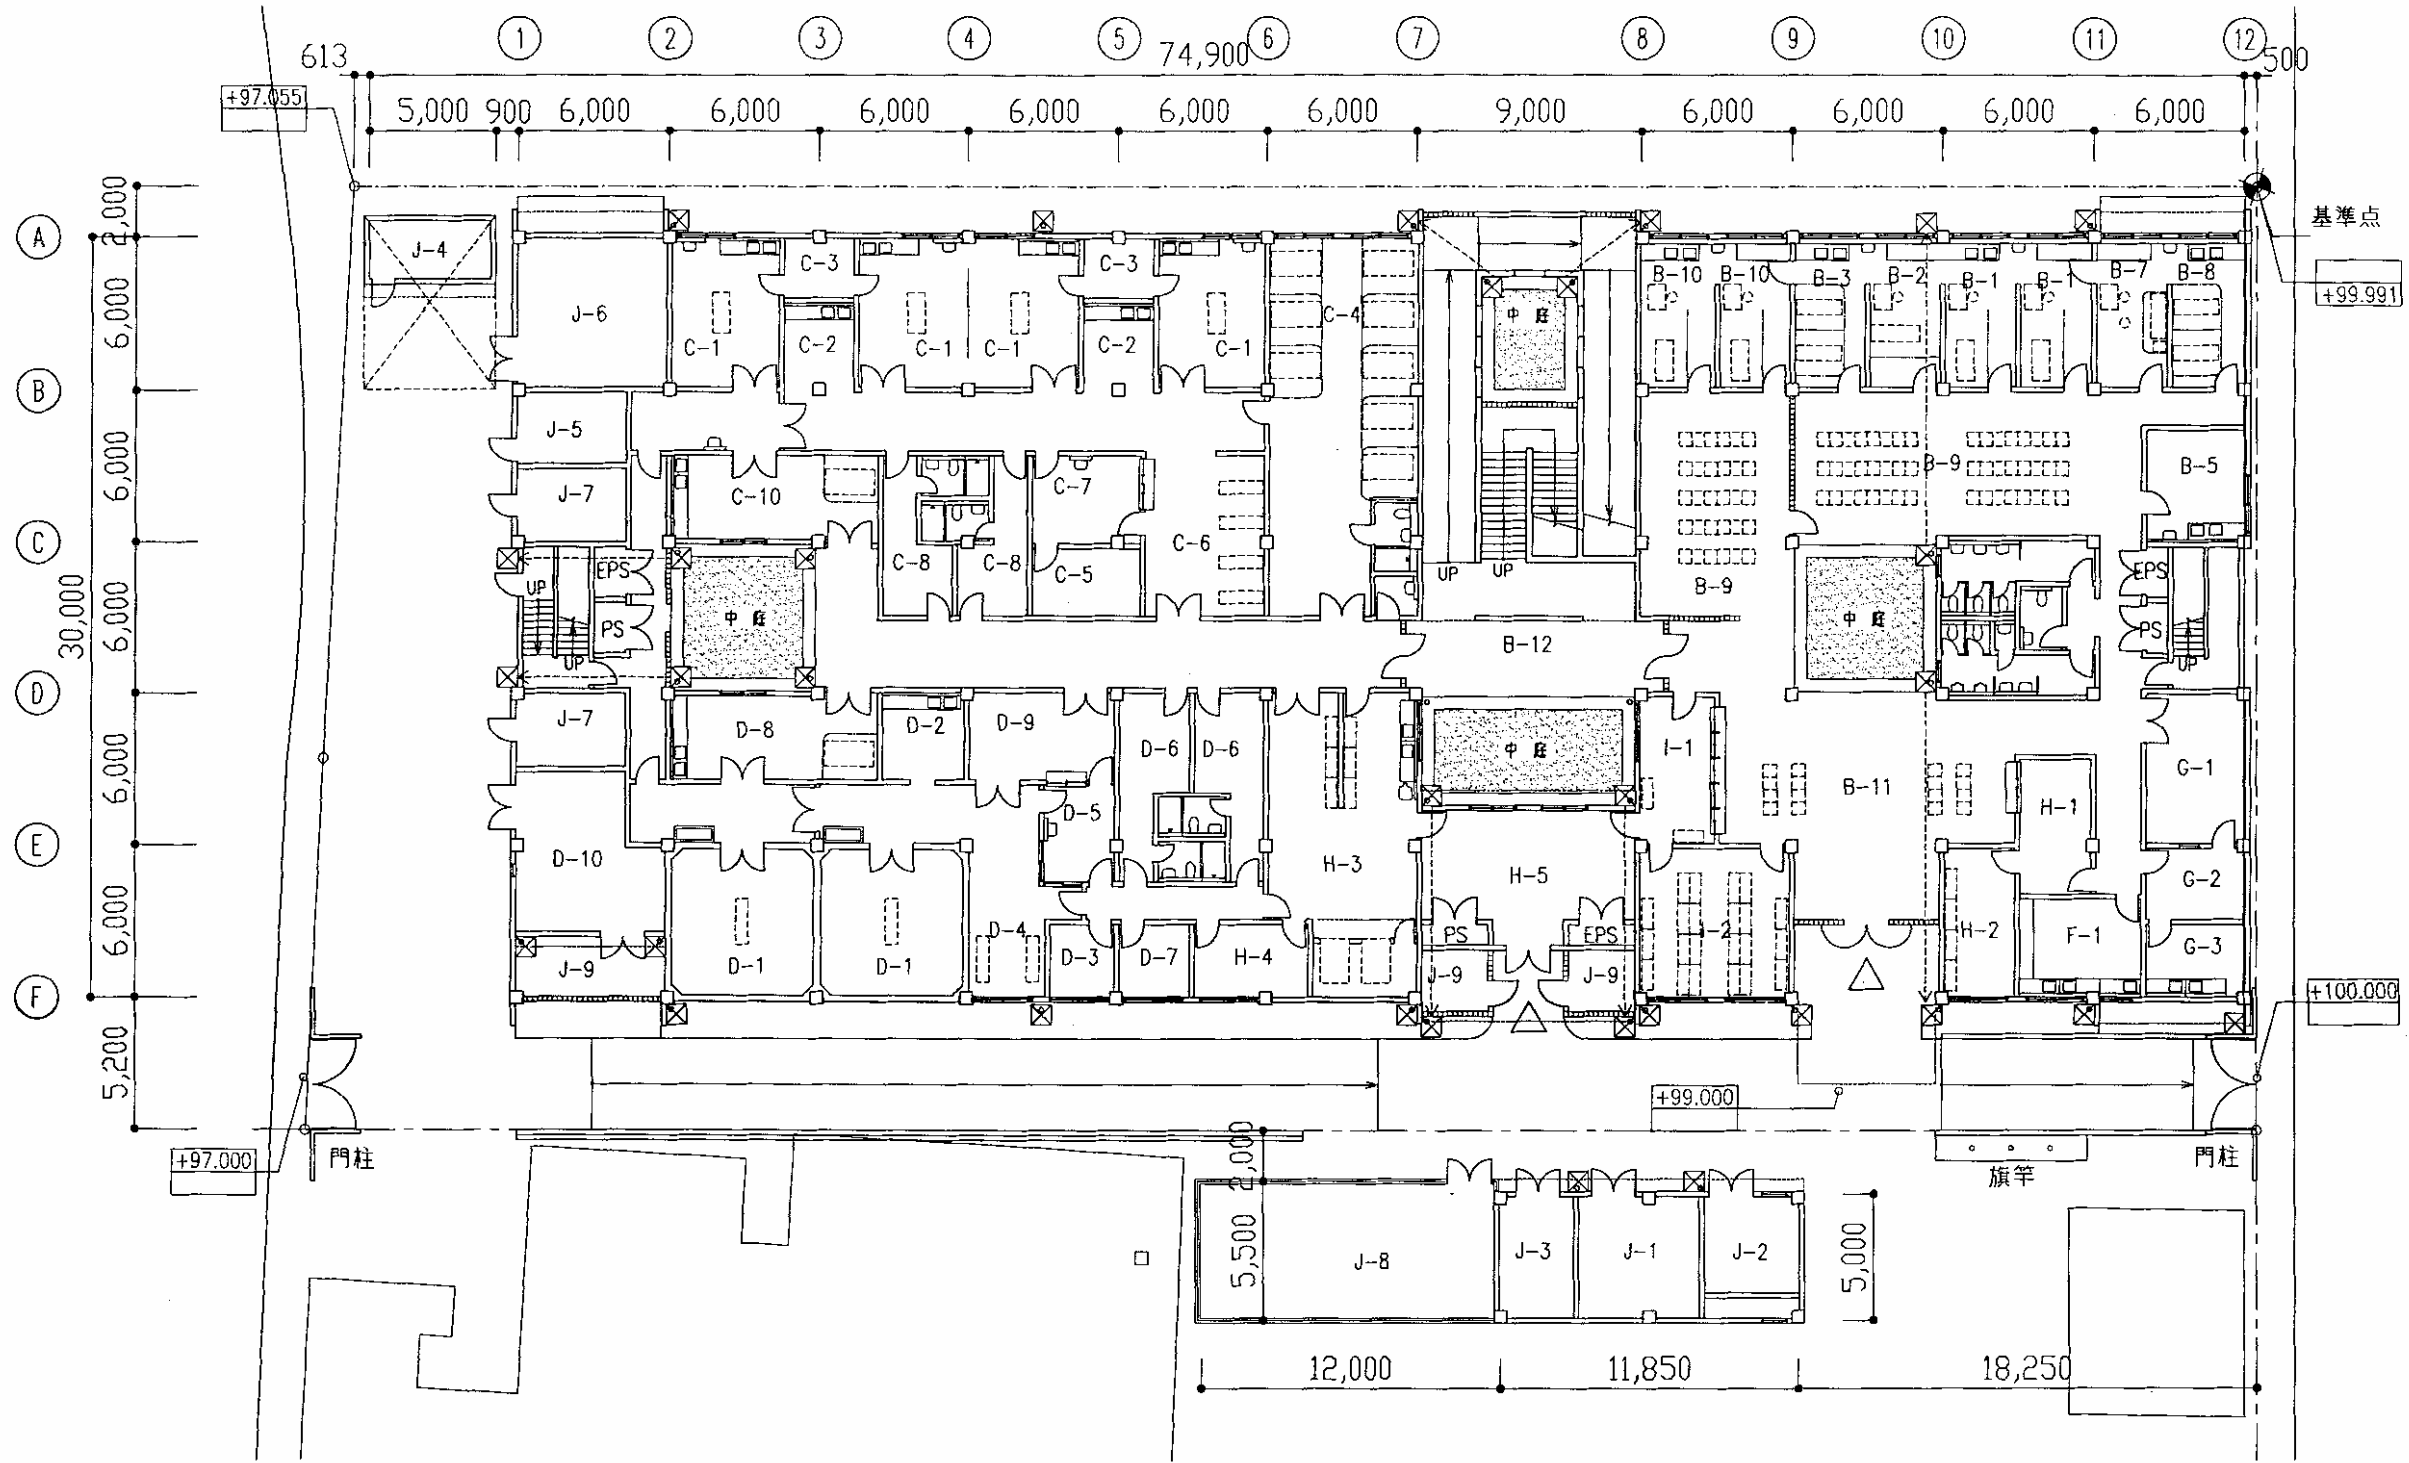 1 2 3 4 5 6 7 8 9 10 11 12
613 74,900 500
+97.055
5,000 900 6,000 6,000 6,000 6,000 6,000 6,000 9,000 6,000 6,000 6,000 6,000
2,000
A
基準点
+99.991
J-4
C-3 C-3
B-10 B-10 B-3 B-2 B-1 B-1 B-7 B-8
6,000
J-6
C-4
中庭
C-1 C-2 C-1 C-1 C-2 C-1
B
J-5
6,000
B-9
B-5
J-7
C-10
C-7
C
C-6
UP EPS
C-8 C-8 C-5
UP UP
B-9
EPS
30,000
6,000
中庭
PS
中庭
PS
UP
B-12
UP
D
J-7
D-8 D-2 D-9
D-6 D-6
中庭
I-1
6,000
G-1
B-11
D-5
H-1
E
D-10
H-3
H-5
G-2
6,000
D-4
PS EPS
I-2
H-2 F-1
G-3
J-9
D-1 D-1
D-3 D-7 H-4
J-9 J-9
F
+100.000
5,200
+99.000
+97.000
門柱
2,000
門柱
旗竿
5,500
J-8 J-3 J-1 J-2
5,000
12,000 11,850 18,250